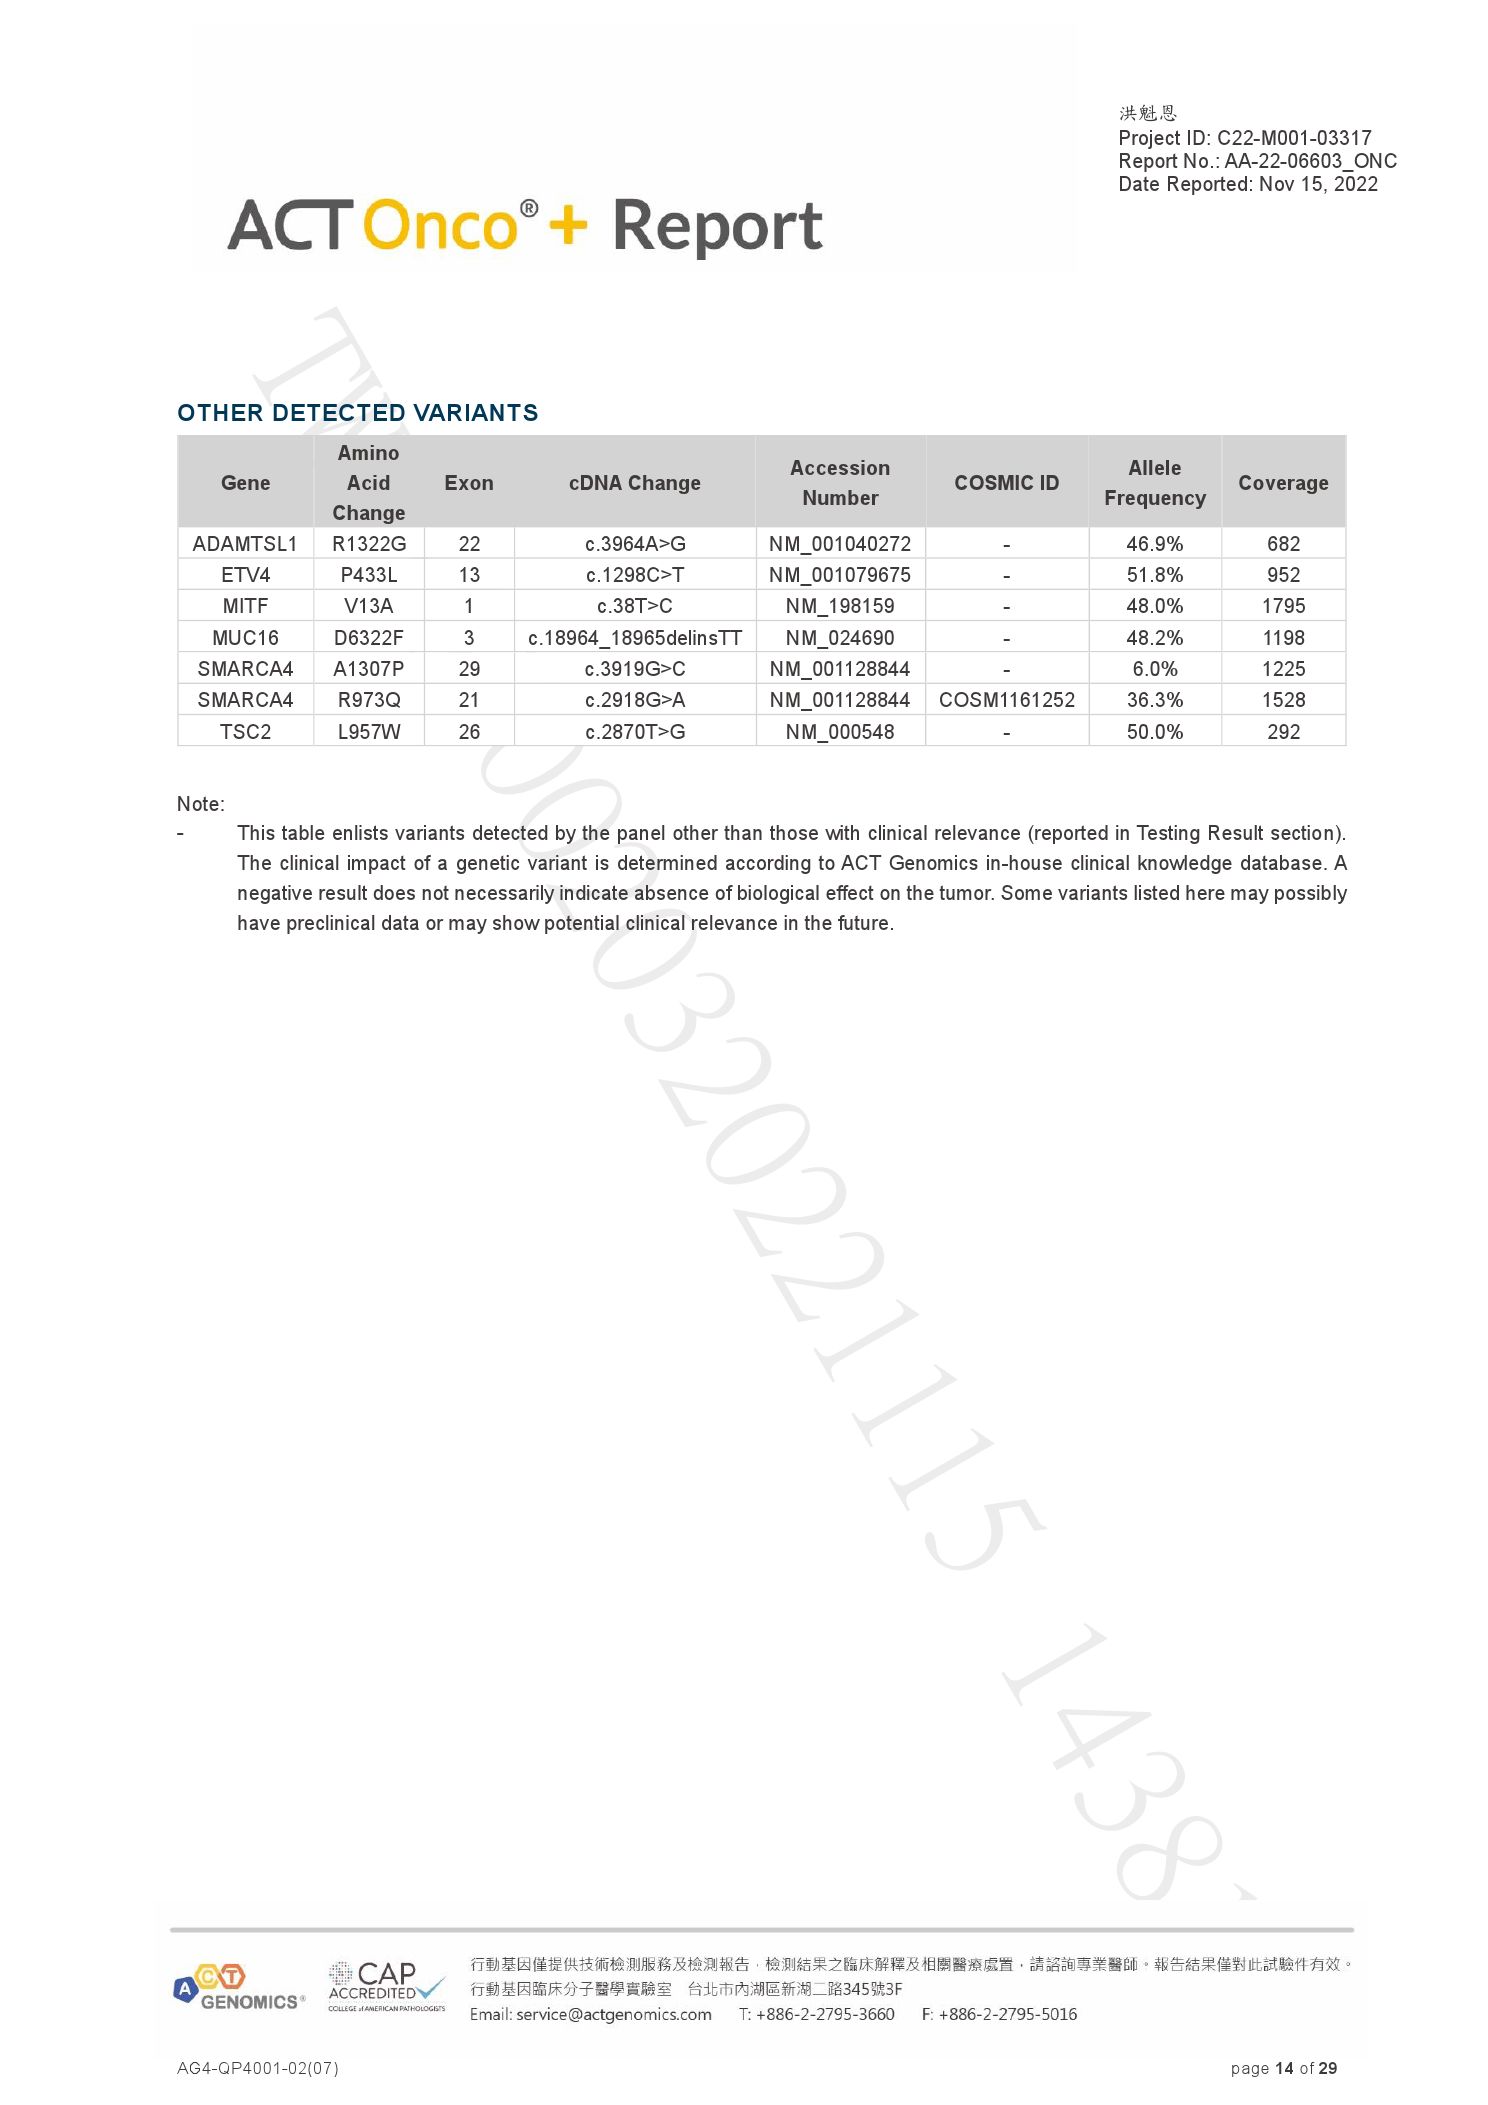 洪魁恩
Project ID: C22-M001-03317
Report No.: AA-22-06603_ONC
Date Reported: Nov 15, 2022
ACTOnco®+ Report
OTHER DETECTED VARIANTS
Gene Amino Acid Change Exon cDNA Change Accession Number COSMIC ID Allele Frequency Coverage
ADAMTSL1 R1322G 22 c.3964A>G NM_001040272 - 46.9% 682
ETV4 P433L 13 c.1298C>T NM_001079675 - 51.8% 952
MITF V13A 1 c.38T>C NM_198159 - 48.0% 1795
MUC16 D6322F 3 c.18964_18965delinsTT NM_024690 - 48.2% 1198
SMARCA4 A1307P 29 c.3919G>C NM_001128844 - 6.0% 1225
SMARCA4 R973Q 21 c.2918G>A NM_001128844 COSM1161252 36.3% 1528
TSC2 L957W 26 c.2870T>G NM_000548 - 50.0% 292
Note:
- This table enlists variants detected by the panel other than those with clinical relevance (reported in Testing Result section).
The clinical impact of a genetic variant is determined according to ACT Genomics in-house clinical knowledge database. A
negative result does not necessarily indicate absence of biological effect on the tumor. Some variants listed here may possibly
have preclinical data or may show potential clinical relevance in the future.
ACT
GENOMICS®
CAP
ACCREDITED
COLLEGE of AMERICAN PATHOLOGISTS
行動基因僅提供技術檢測服務及檢測報告，檢測結果之臨床解釋及相關醫療處置，請諮詢專業醫師。報告結果僅對此試驗件有效。
行動基因臨床分子醫學實驗室 台北市內湖區新湖二路345號3F
Email: service@actgenomics.com T: +886-2-2795-3660 F: +886-2-2795-5016
AG4-QP4001-02(07)
page 14 of 29